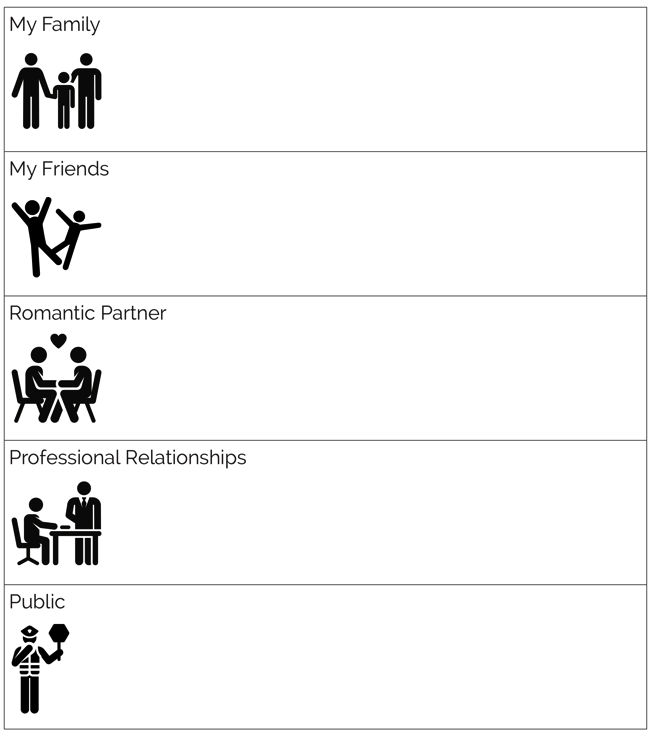 My Family
My Friends
Romantic Partner
Professional Relationships
Public